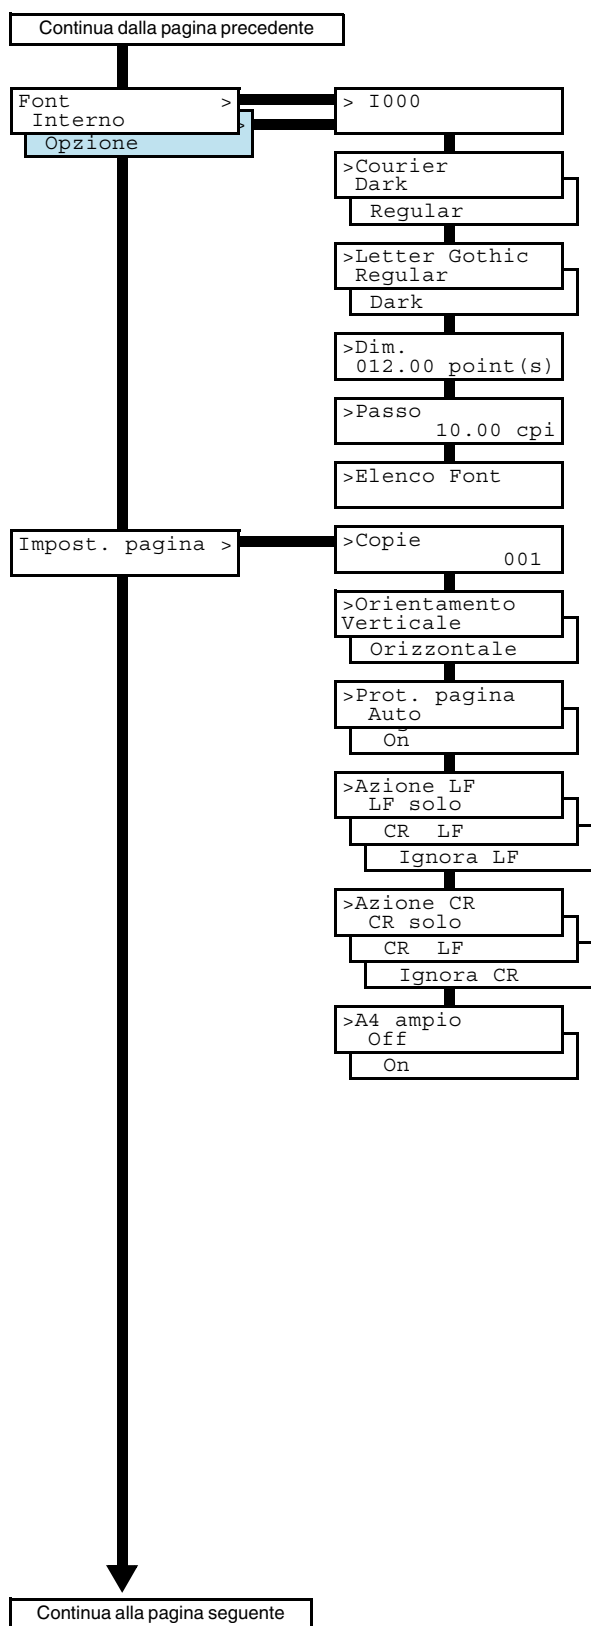 Continua dalla pagina precedente
Font >
Interno
>
Opzione
> I000
>Courier
Dark
Regular
>Letter Gothic
Regular
Dark
>Dim.
012.00 point(s)
>Passo
10.00 cpi
>Elenco Font
Impost. pagina >
>Copie
001
>Orientamento
Verticale
Orizzontale
>Prot. pagina
Auto
On
>Azione LF
LF solo
CR LF
Ignora LF
>Azione CR
CR solo
CR LF
Ignora CR
>A4 ampio
Off
On
Continua alla pagina seguente